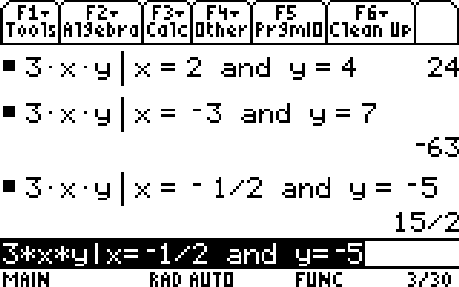 F1▾ F2▾ F3▾ F4▾ F5 F6▾
Tools Algebra Calc Other PrgmIO Clean Up
■ 3·x·y | x = 2 and y = 4 24
■ 3·x·y | x = -3 and y = 7
-63
■ 3·x·y | x = -1/2 and y = -5
15/2
3*x*y|x=-1/2 and y=-5
MAIN RAD AUTO FUNC 3/30